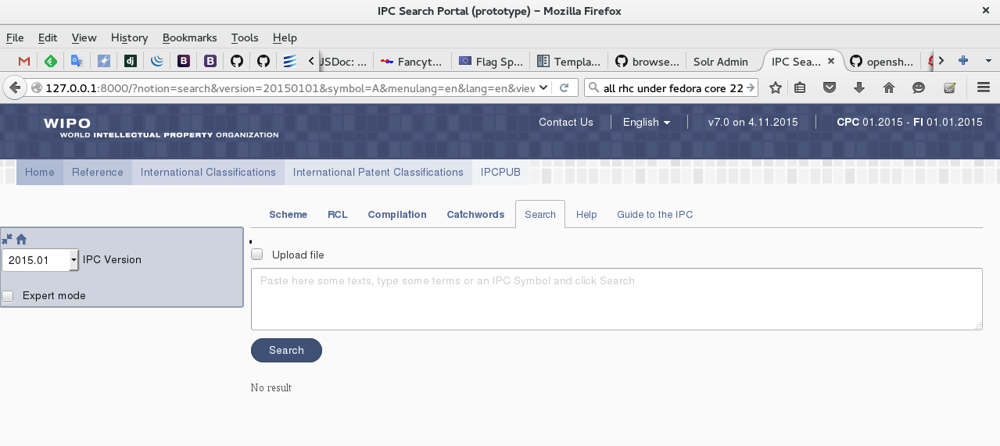 IPC Search Portal (prototype) – Mozilla Firefox
File Edit View History Bookmarks Tools Help
JSDoc: ... Fancyt... Flag Sp... Templa... browse... Solr Admin IPC Sea... opensh...
127.0.0.1:8000/?notion=search&version=20150101&symbol=A&menulang=en&lang=en&view all rhc under fedora core 22
WIPO
WORLD INTELLECTUAL PROPERTY ORGANIZATION
Contact Us English v7.0 on 4.11.2015 CPC 01.2015 - FI 01.01.2015
Home Reference International Classifications International Patent Classifications IPCPUB
Scheme RCL Compilation Catchwords Search Help Guide to the IPC
2015.01 IPC Version
Expert mode
Upload file
Paste here some texts, type some terms or an IPC Symbol and click Search
Search
No result